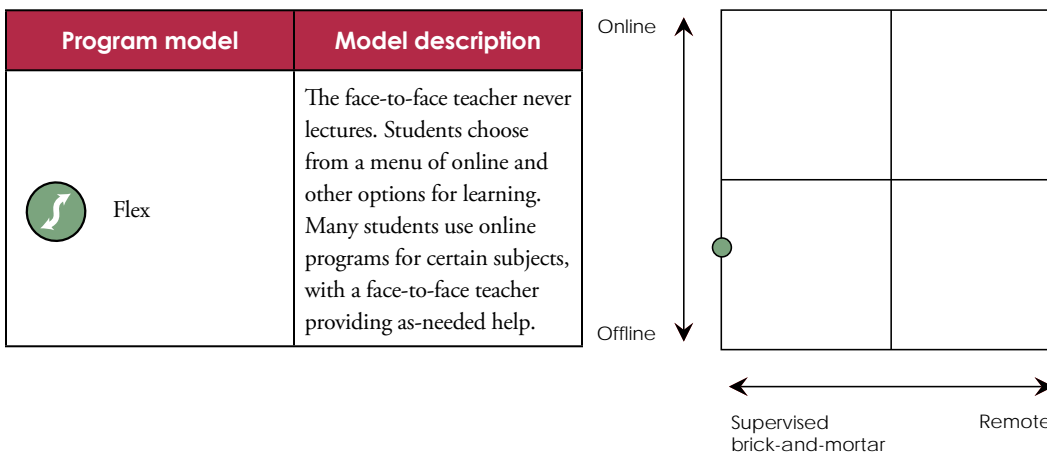 Program model
Model description
Flex
The face-to-face teacher never
lectures. Students choose
from a menu of online and
other options for learning.
Many students use online
programs for certain subjects,
with a face-to-face teacher
providing as-needed help.
Online
Offline
Supervised
brick-and-mortar
Remote